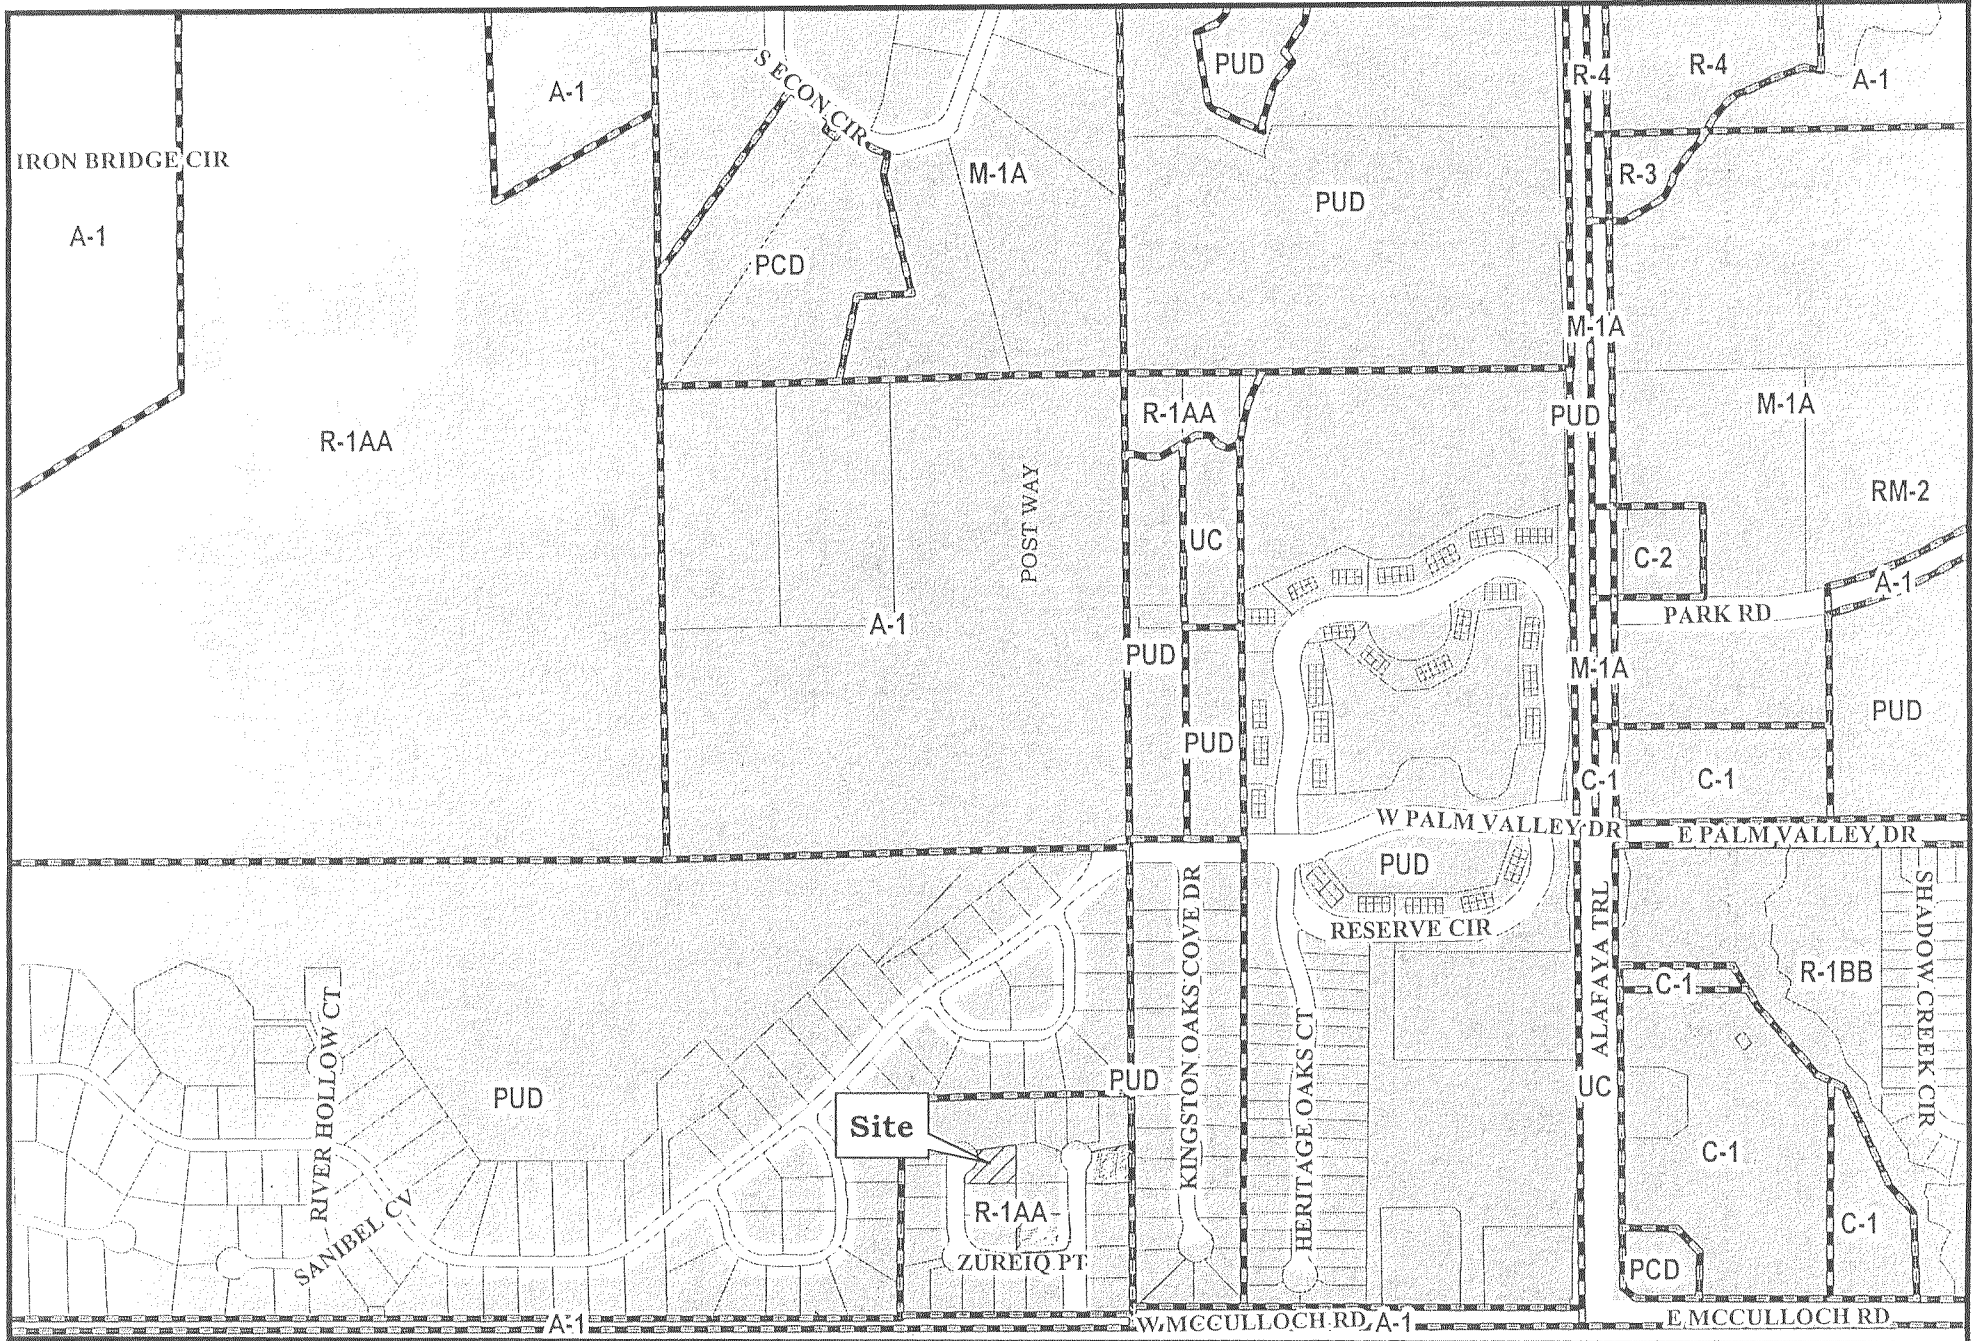 PUD
R-4
R-4
A-1
A-1
S ECON CIR
IRON BRIDGE CIR
M-1A
R-3
PUD
A-1
PCD
M-1A
R-1AA
PUD
M-1A
R-1AA
POST WAY
RM-2
UC
C-2
A-1
PARK RD
A-1
PUD
M-1A
PUD
PUD
C-1
C-1
W PALM VALLEY DR
E PALM VALLEY DR
PUD
KINGSTON OAKS COVE DR
RESERVE CIR
ALAFAYA TRL
SHADOW CREEK CIR
R-1BB
C-1
RIVER HOLLOW CT
HERITAGE OAKS CT
PUD
UC
PUD
Site
C-1
R-1AA
C-1
SANIBEL CV
ZUREIQ PT
PCD
A-1
W MCCULLOCH RD
A-1
E MCCULLOCH RD